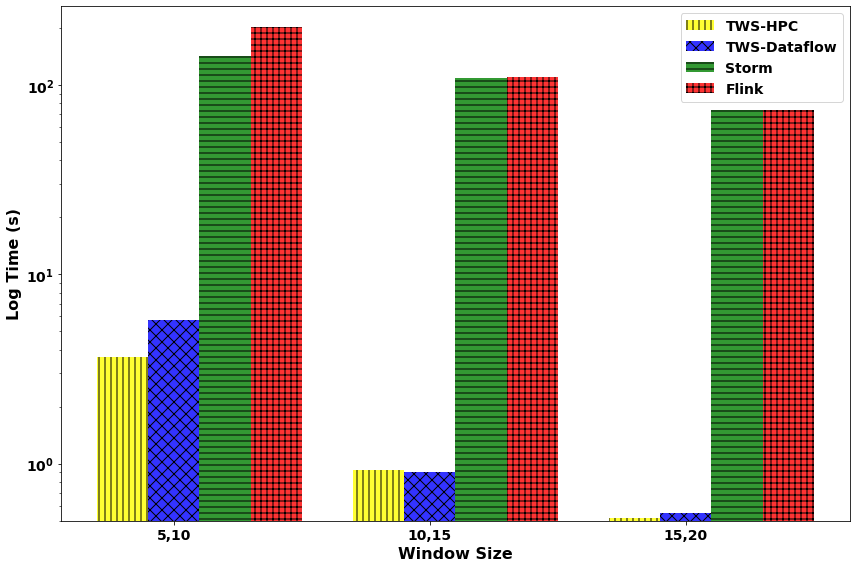 TWS-HPC
TWS-Dataflow
Storm
Flink
Log Time (s)
10²
10¹
10⁰
5,10
10,15
15,20
Window Size